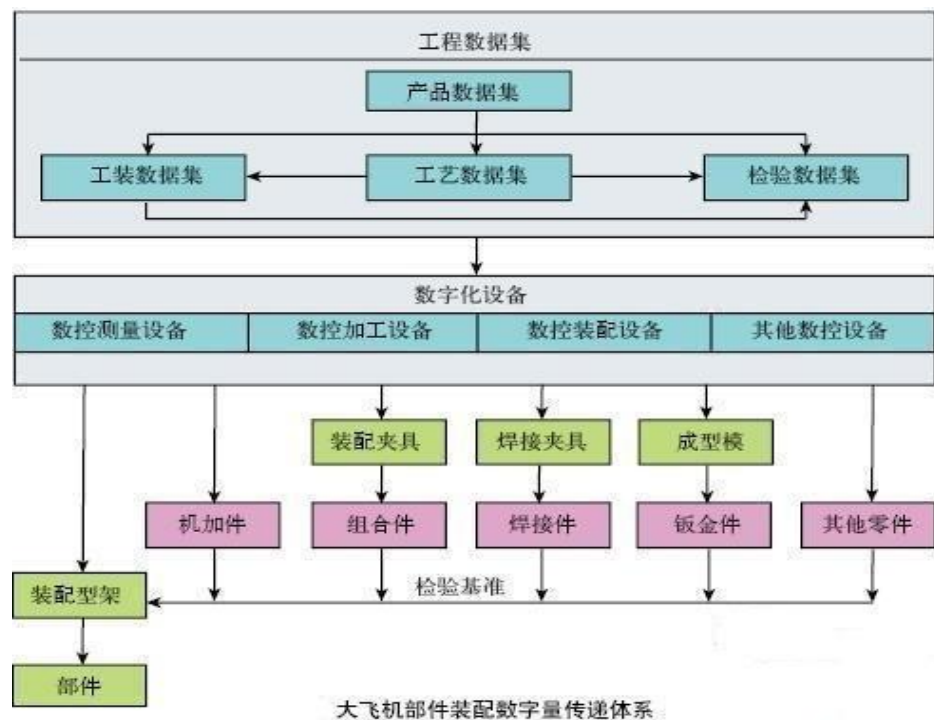 工程数据集
产品数据集
工装数据集
工艺数据集
检验数据集
数字化设备
数控测量设备
数控加工设备
数控装配设备
其他数控设备
装配夹具
焊接夹具
成型模
机加件
组合件
焊接件
钣金件
其他零件
检验基准
装配型架
部件
大飞机部件装配数字量传递体系